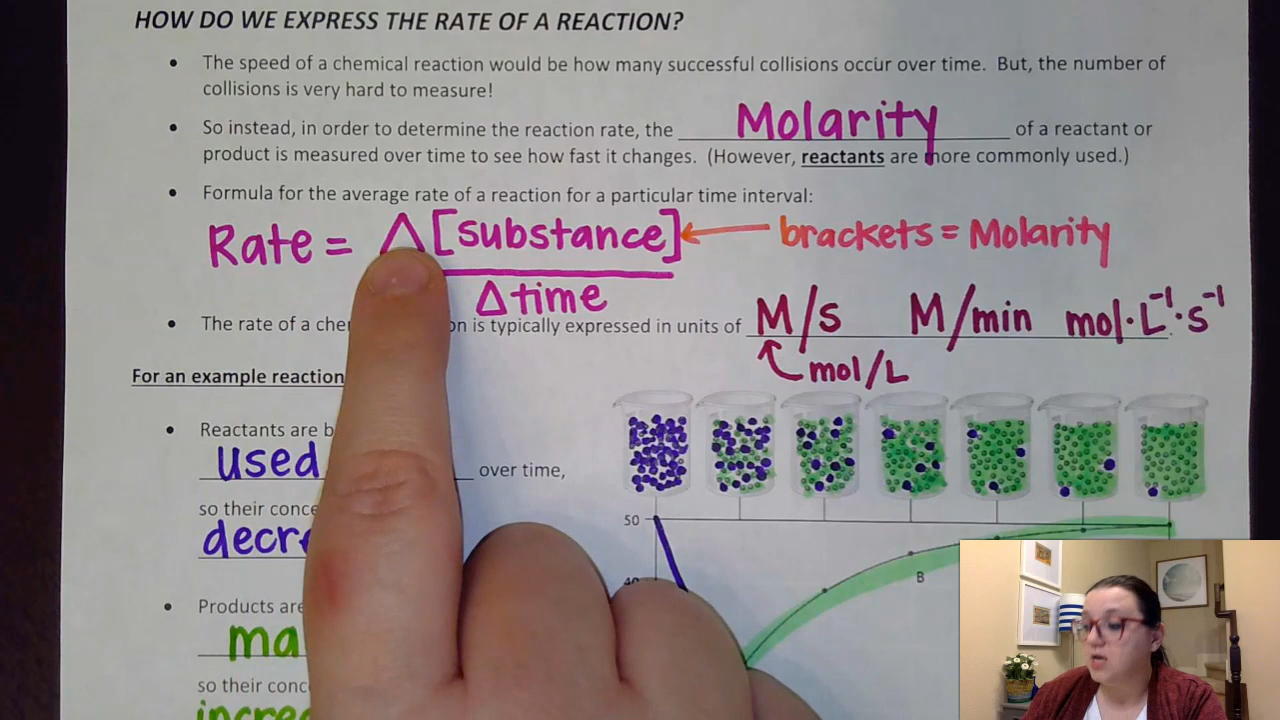 HOW DO WE EXPRESS THE RATE OF A REACTION?
• The speed of a chemical reaction would be how many successful collisions occur over time. But, the number of
collisions is very hard to measure!
• So instead, in order to determine the reaction rate, the Molarity of a reactant or
product is measured over time to see how fast it changes. (However, reactants are more commonly used.)
• Formula for the average rate of a reaction for a particular time interval:
Rate = Δ[substance] ← brackets = Molarity
Δtime
• The rate of a on is typically expressed in units of M/s M/min mol·L⁻¹·s⁻¹
mol/L
For an example reaction
• Reactants are
used over time,
so their
50
40
B
• Products are
so their